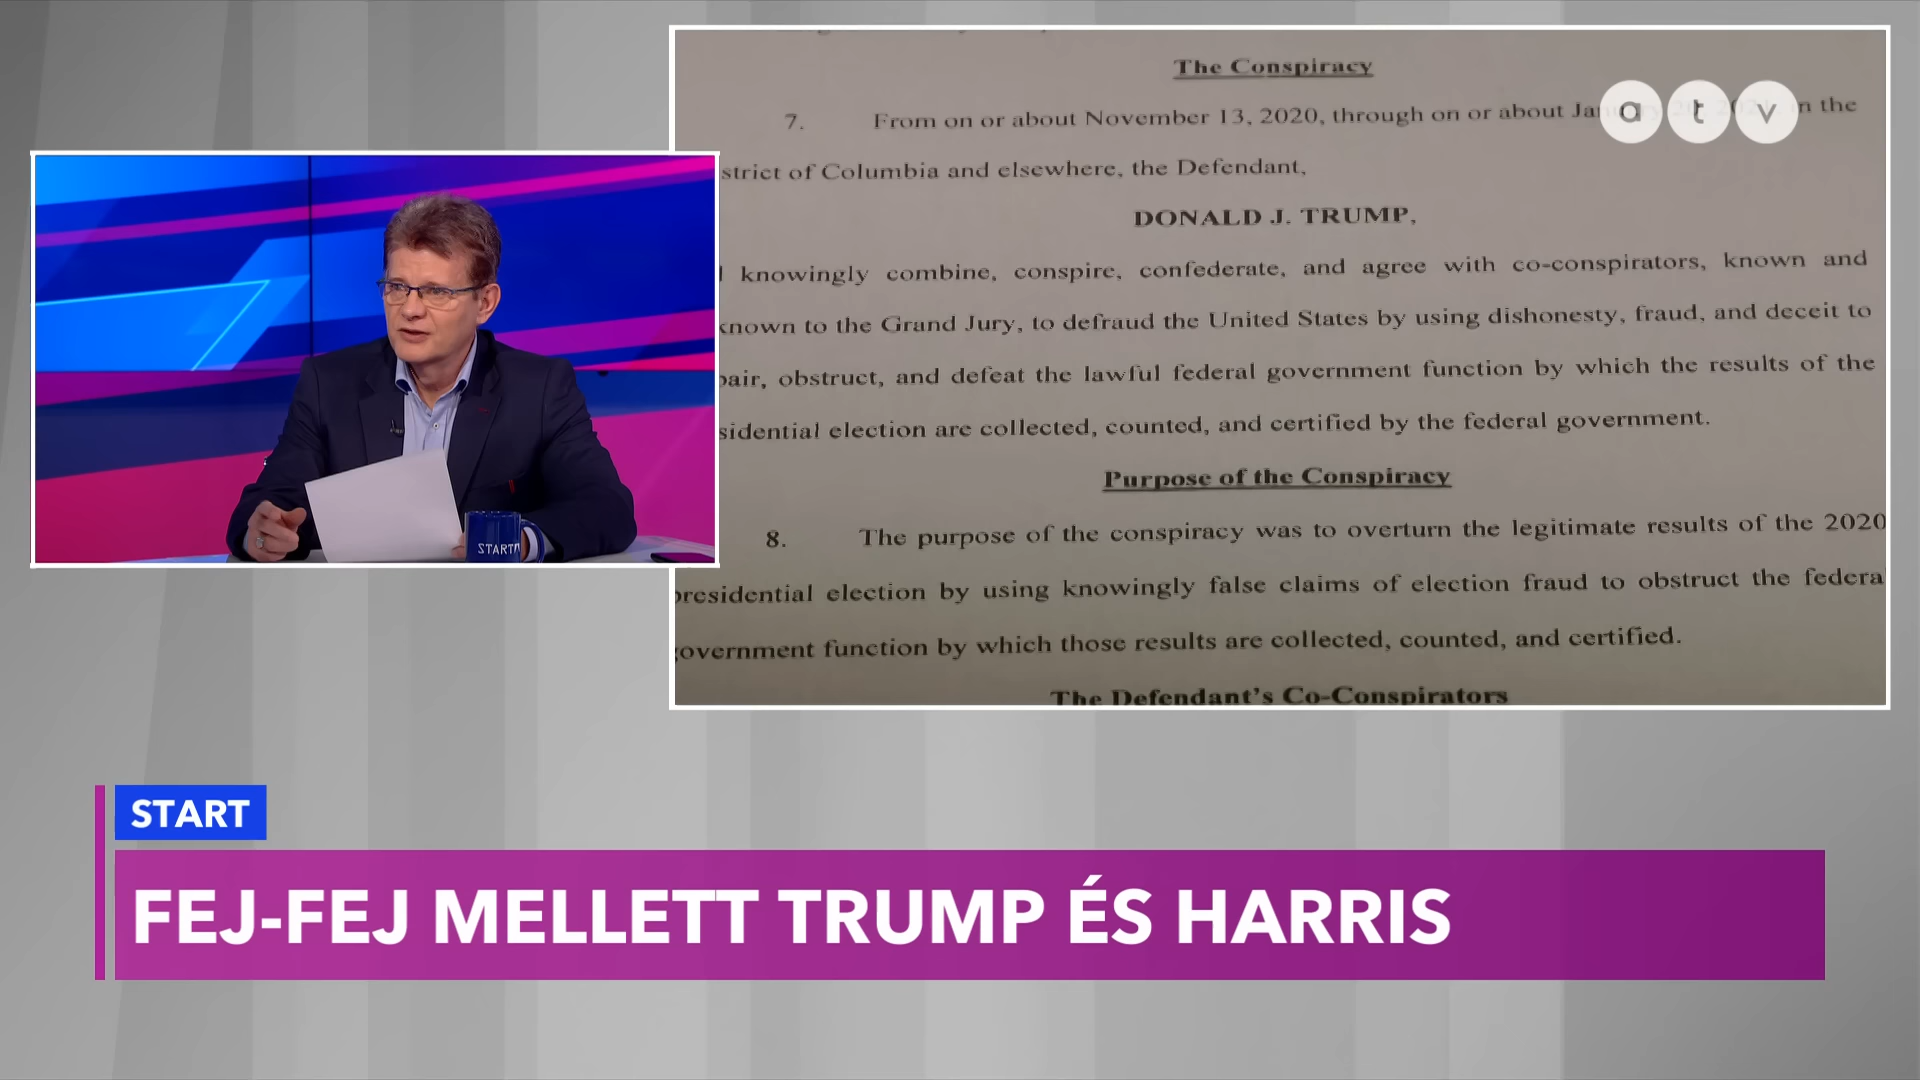 The Conspiracy
7. From on or about November 13, 2020, through on or about in the
strict of Columbia and elsewhere, the Defendant,
DONALD J. TRUMP,
knowingly combine, conspire, confederate, and agree with co-conspirators, known and
known to the Grand Jury, to defraud the United States by using dishonesty, fraud, and deceit to
pair, obstruct, and defeat the lawful federal government function by which the results of the
sidential election are collected, counted, and certified by the federal government.
Purpose of the Conspiracy
8. The purpose of the conspiracy was to overturn the legitimate results of the 2020
presidential election by using knowingly false claims of election fraud to obstruct the federa
overnment function by which those results are collected, counted, and certified.
The Defendant's Co-Conspirators
a t v
START
START
FEJ-FEJ MELLETT TRUMP ÉS HARRIS